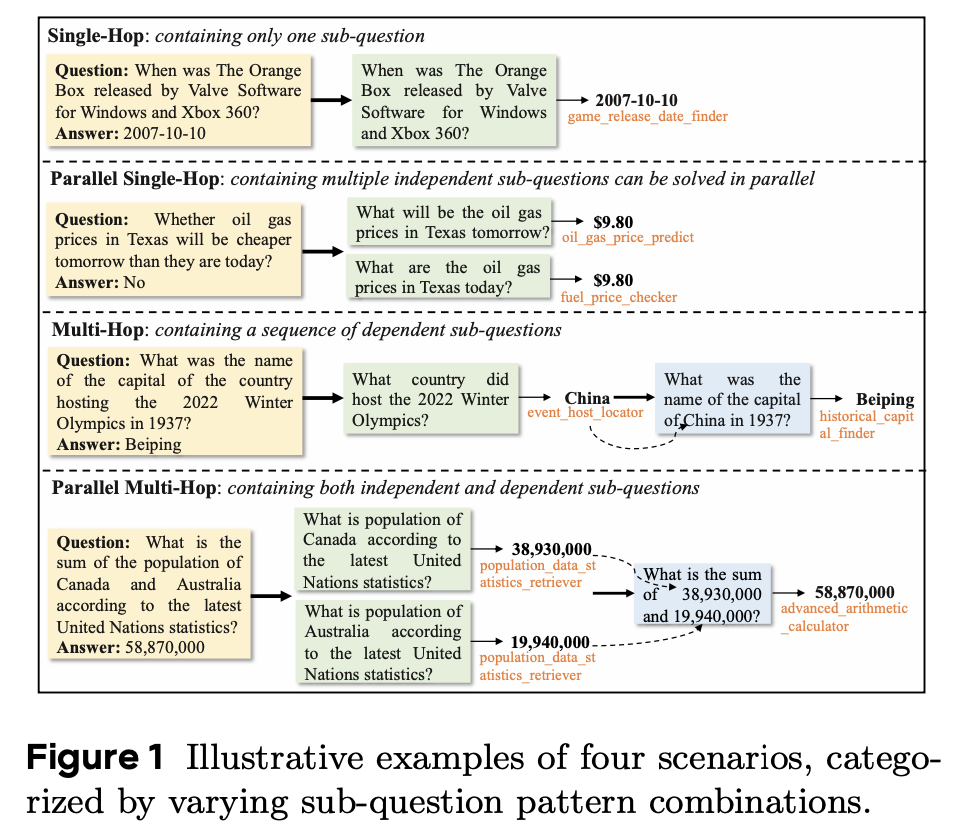 Single-Hop: containing only one sub-question
Question: When was The Orange
Box released by Valve Software
for Windows and Xbox 360?
Answer: 2007-10-10
When was The Orange
Box released by Valve
Software for Windows
and Xbox 360?
2007-10-10
game_release_date_finder
Parallel Single-Hop: containing multiple independent sub-questions can be solved in parallel
Question: Whether oil gas
prices in Texas will be cheaper
tomorrow than they are today?
Answer: No
What will be the oil gas
prices in Texas tomorrow?
$9.80
oil_gas_price_predict
What are the oil gas
prices in Texas today?
$9.80
fuel_price_checker
Multi-Hop: containing a sequence of dependent sub-questions
Question: What was the name
of the capital of the country
hosting the 2022 Winter
Olympics in 1937?
Answer: Beiping
What country did
host the 2022 Winter
Olympics?
China
event_host_locator
What was the
name of the capital
of China in 1937?
Beiping
historical_capit
al_finder
Parallel Multi-Hop: containing both independent and dependent sub-questions
Question: What is the
sum of the population of
Canada and Australia
according to the latest
United Nations statistics?
Answer: 58,870,000
What is population of
Canada according to
the latest United
Nations statistics?
38,930,000
population_data_st
atistics_retriever
What is population of
Australia according
to the latest United
Nations statistics?
19,940,000
population_data_st
atistics_retriever
What is the sum
of 38,930,000
and 19,940,000?
58,870,000
advanced_arithmetic
_calculator
Figure 1 Illustrative examples of four scenarios, catego-
rized by varying sub-question pattern combinations.